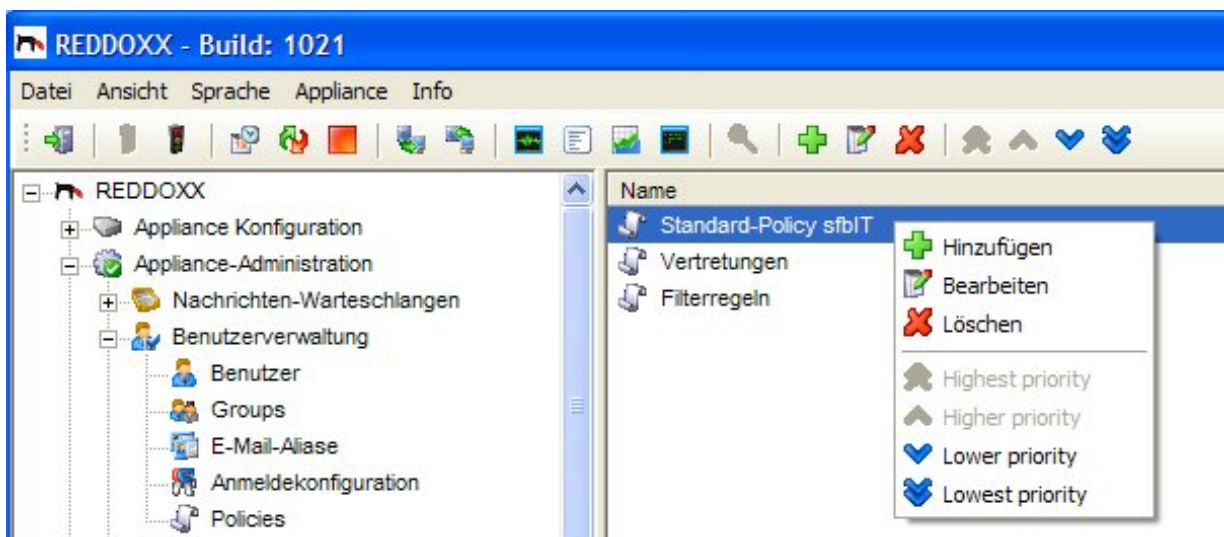 REDDOXX - Build: 1021
Datei Ansicht Sprache Appliance Info
REDDOXX
Appliance Konfiguration
Appliance-Administration
Nachrichten-Warteschlangen
Benutzerverwaltung
Benutzer
Groups
E-Mail-Aliase
Anmeldekonfiguration
Policies
Name
Standard-Policy sfbIT
Vertretungen
Filterregeln
Hinzufügen
Bearbeiten
Löschen
Highest priority
Higher priority
Lower priority
Lowest priority